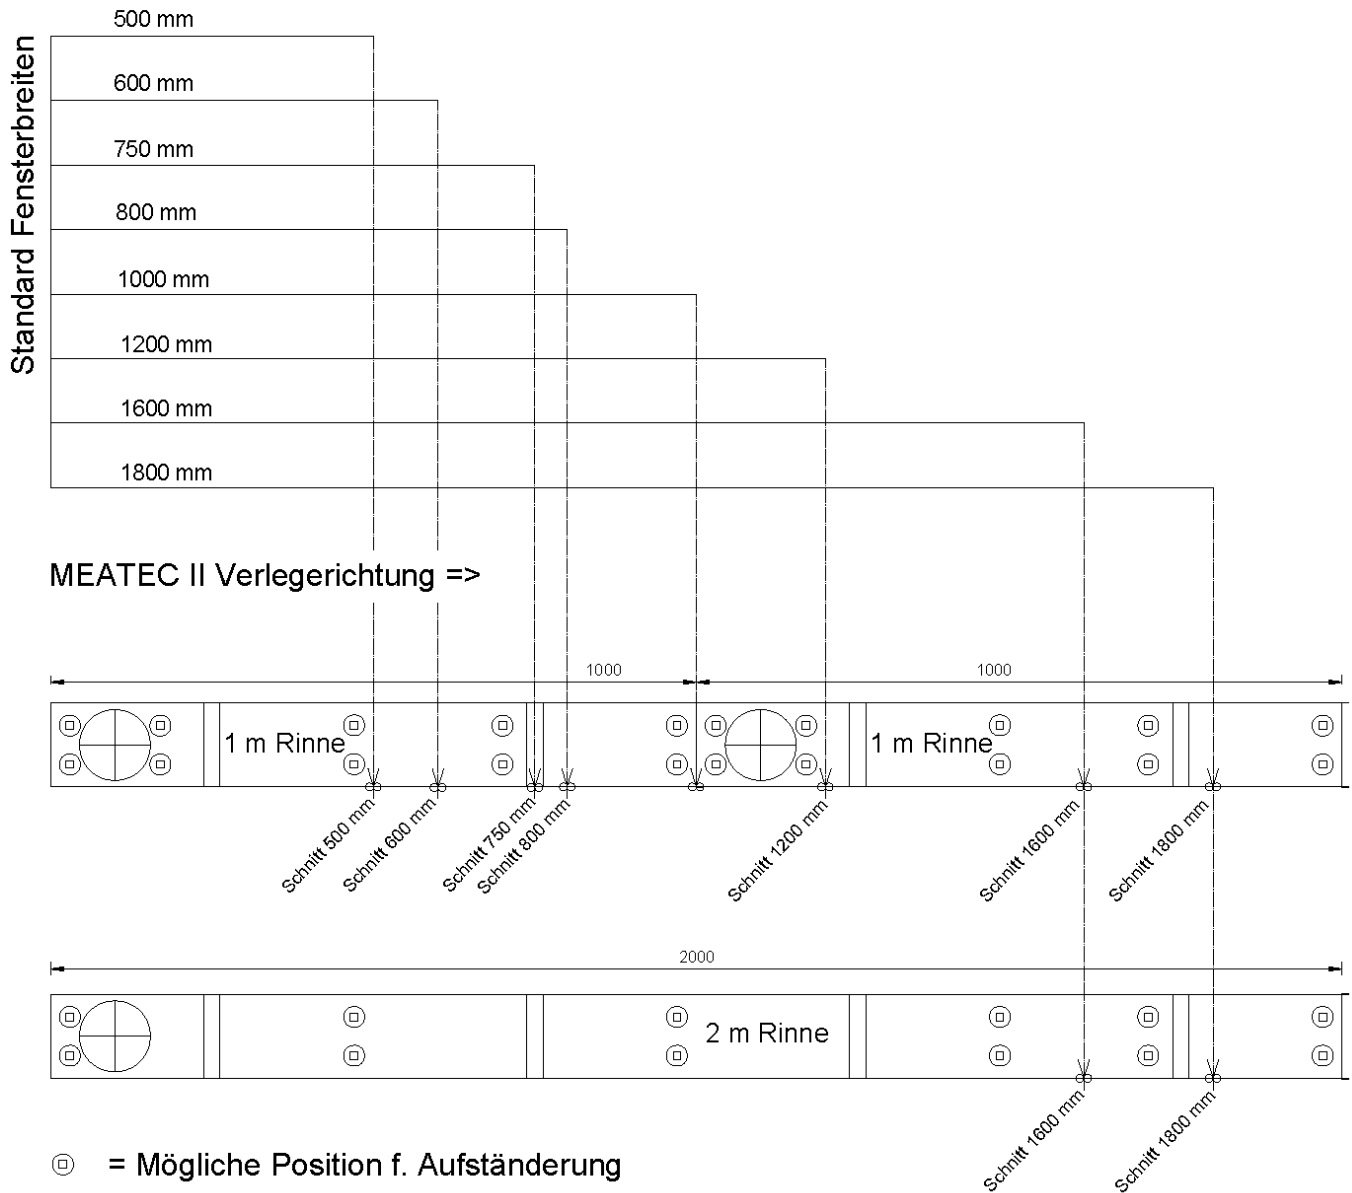 Standard Fensterbreiten
500 mm
600 mm
750 mm
800 mm
1000 mm
1200 mm
1600 mm
1800 mm
MEATEC II Verlegerichtung =>
1000
1000
1 m Rinne
1 m Rinne
Schnitt 500 mm
Schnitt 600 mm
Schnitt 750 mm
Schnitt 800 mm
Schnitt 1200 mm
Schnitt 1600 mm
Schnitt 1800 mm
2000
2 m Rinne
Schnitt 1600 mm
Schnitt 1800 mm
= Mögliche Position f. Aufständerung